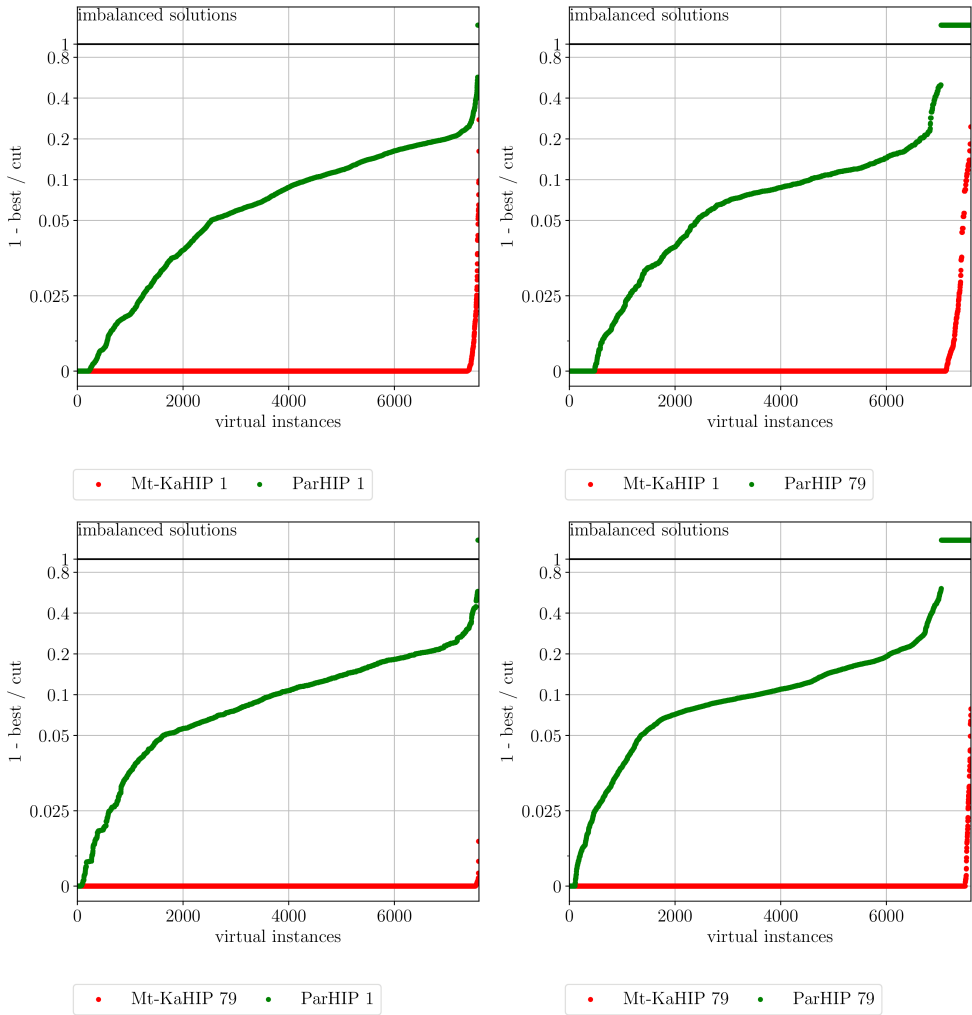 imbalanced solutions
1
0.8
0.4
0.2
0.1
0.05
0.025
0
1 - best / cut
0 2000 4000 6000
virtual instances
Mt-KaHIP 1 ParHIP 1
imbalanced solutions
1
0.8
0.4
0.2
0.1
0.05
0.025
0
1 - best / cut
0 2000 4000 6000
virtual instances
Mt-KaHIP 1 ParHIP 79
imbalanced solutions
1
0.8
0.4
0.2
0.1
0.05
0.025
0
1 - best / cut
0 2000 4000 6000
virtual instances
Mt-KaHIP 79 ParHIP 1
imbalanced solutions
1
0.8
0.4
0.2
0.1
0.05
0.025
0
1 - best / cut
0 2000 4000 6000
virtual instances
Mt-KaHIP 79 ParHIP 79